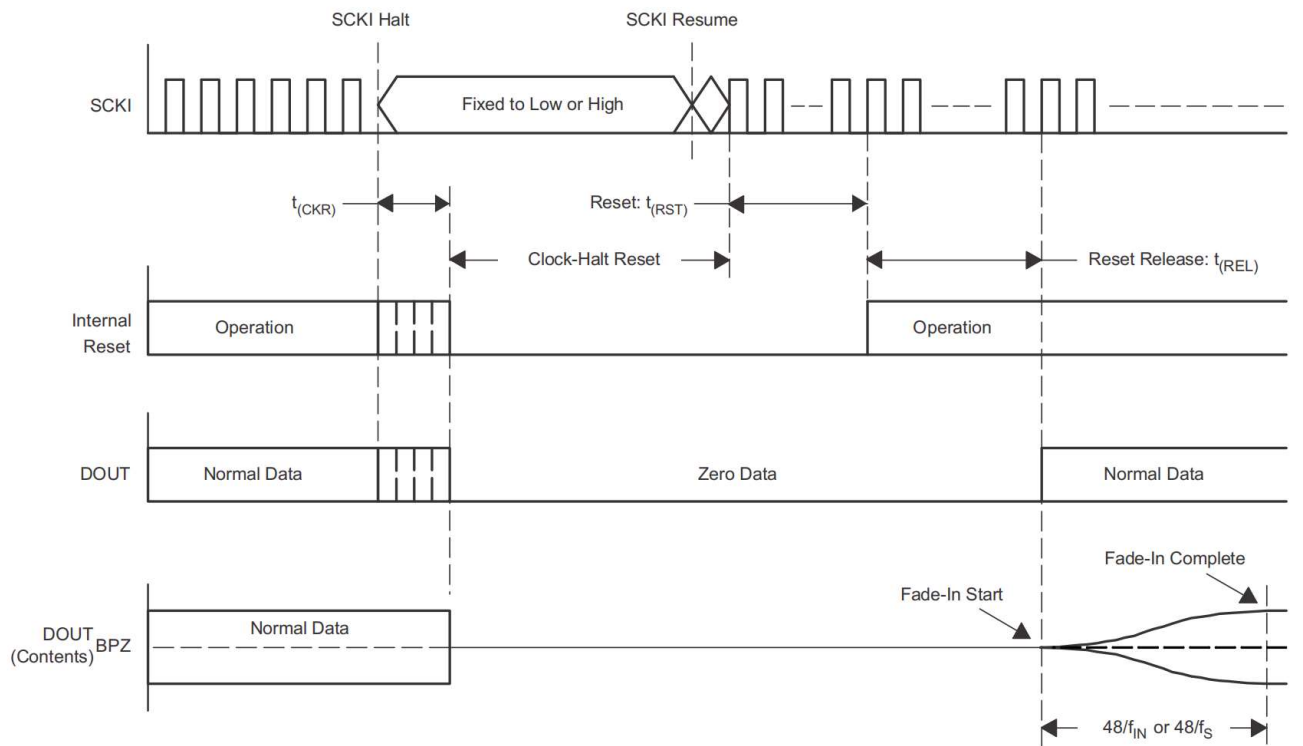 SCKI Halt
SCKI Resume
SCKI
Fixed to Low or High
t(CKR)
Reset: t(RST)
Clock-Halt Reset
Reset Release: t(REL)
Internal
Reset
Operation
Operation
DOUT
Normal Data
Zero Data
Normal Data
Fade-In Complete
Fade-In Start
DOUT
(Contents)
BPZ
Normal Data
48/fIN or 48/fS